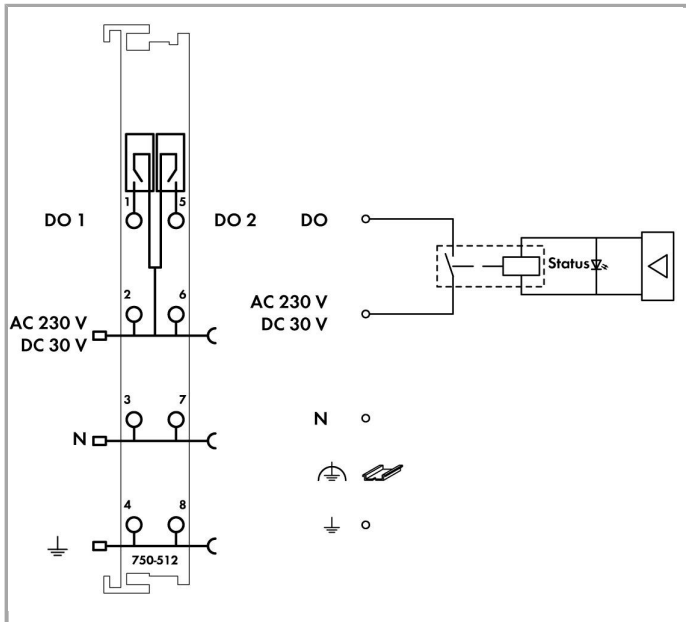 1 5
DO 1 DO 2 DO
2 6
AC 230 V
DC 30 V
AC 230 V
DC 30 V
Status
3 7
N N
4 8
750-512